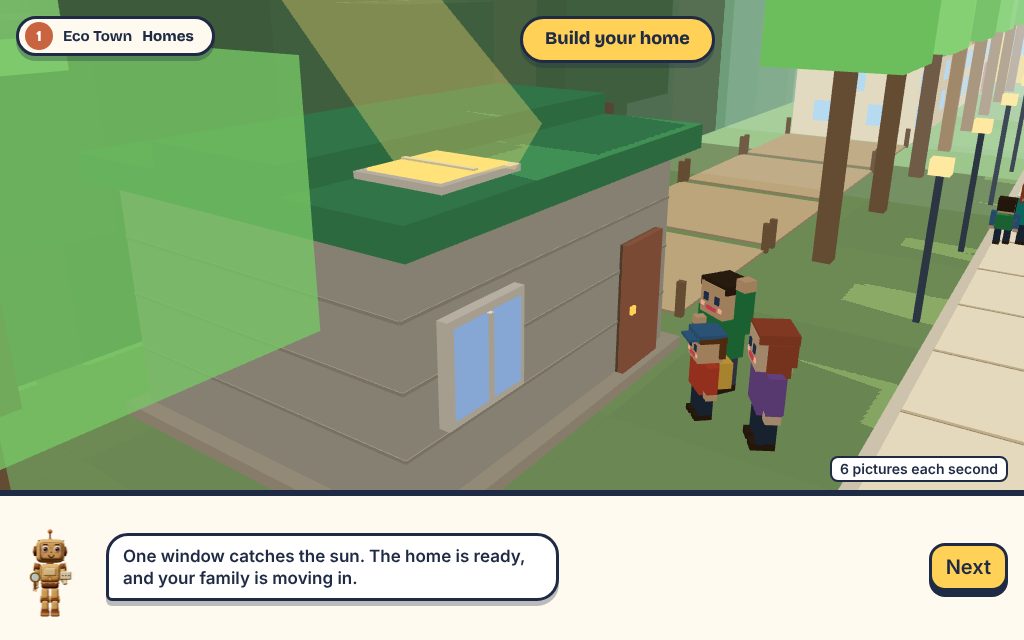 1 Eco Town Homes
Build your home
6 pictures each second
One window catches the sun. The home is ready,
and your family is moving in.
Next